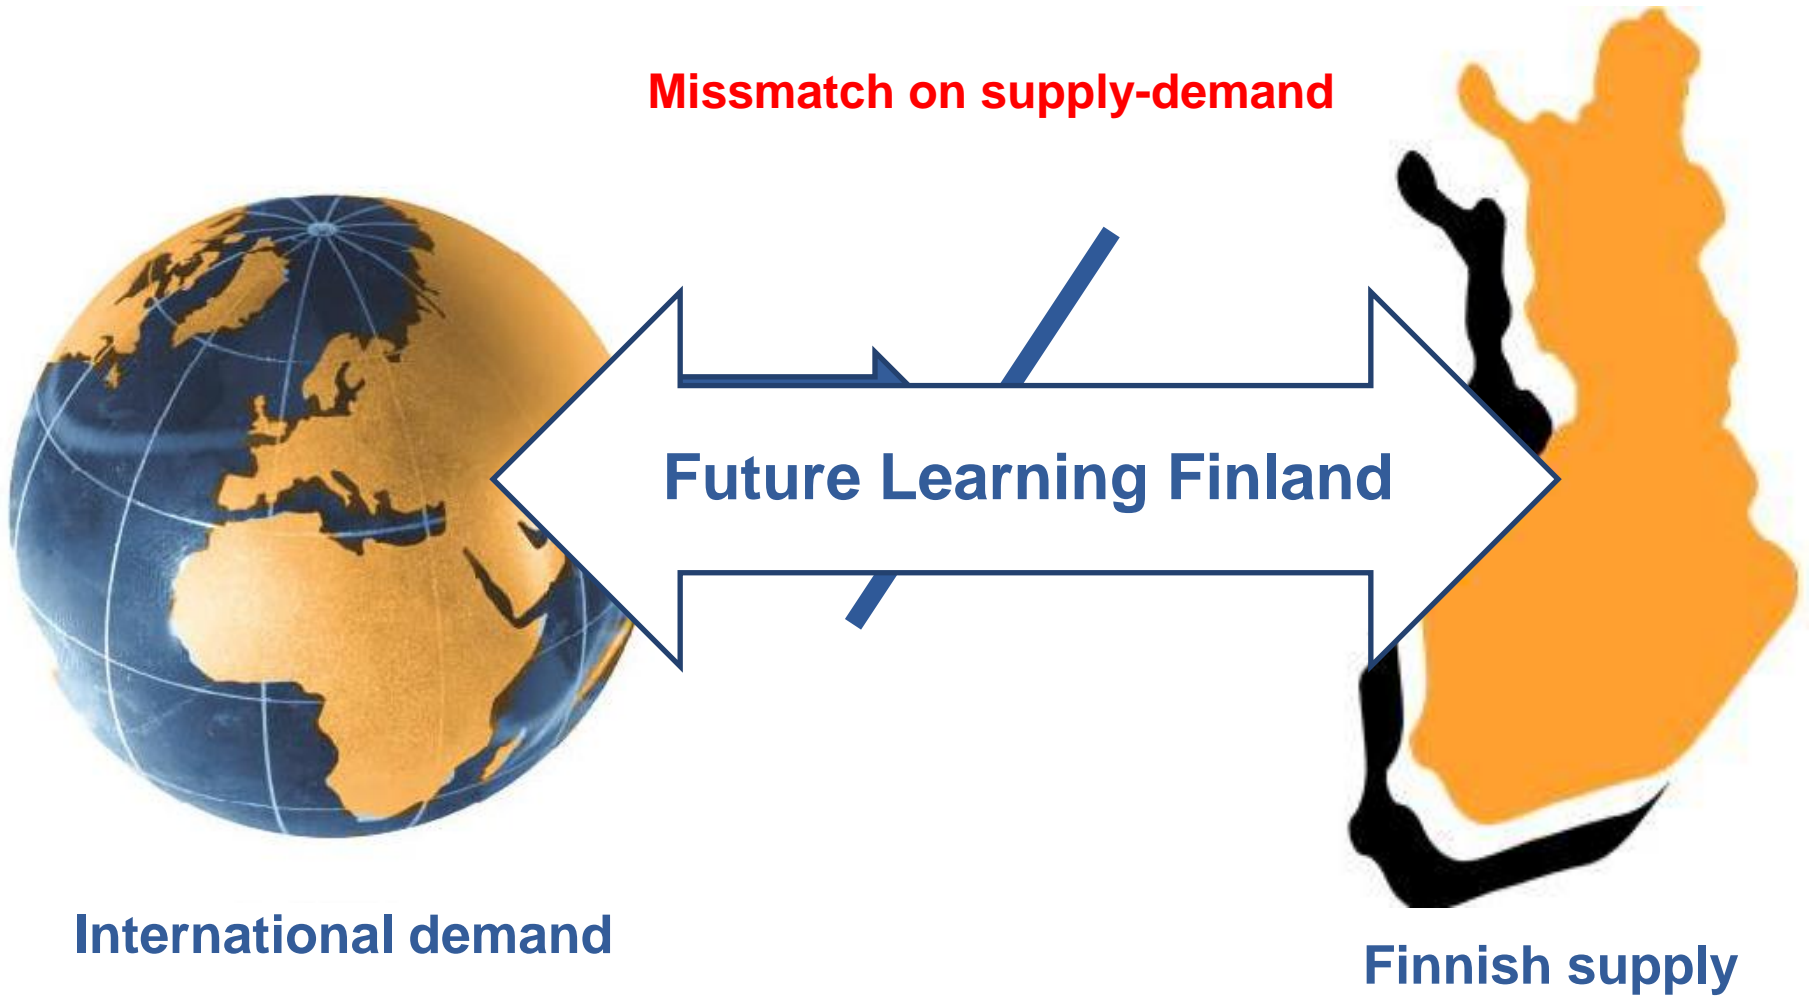 Missmatch on supply-demand
Future Learning Finland
International demand
Finnish supply